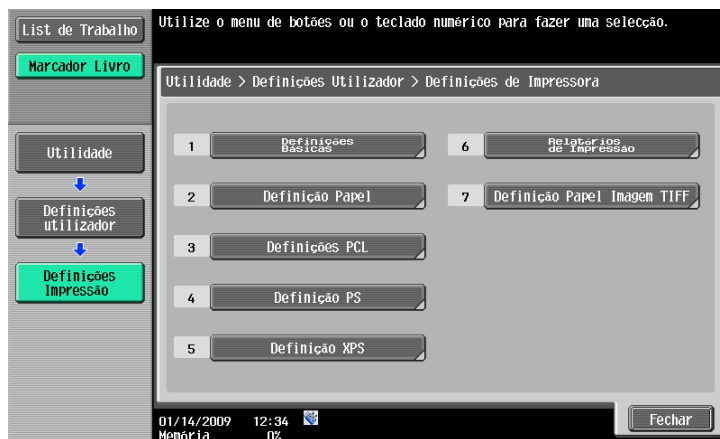 List de Trabalho
Utilize o menu de botões ou o teclado numérico para fazer uma selecção.
Marcador Livro
Utilidade > Definições Utilizador > Definições de Impressora
Utilidade
Definições
utilizador
Definições
Impressão
1 Definições
Básicas
2 Definição Papel
3 Definições PCL
4 Definição PS
5 Definição XPS
6 Relatórios
de Impressão
7 Definição Papel Imagem TIFF
01/14/2009 12:34
Memória 0%
Fechar